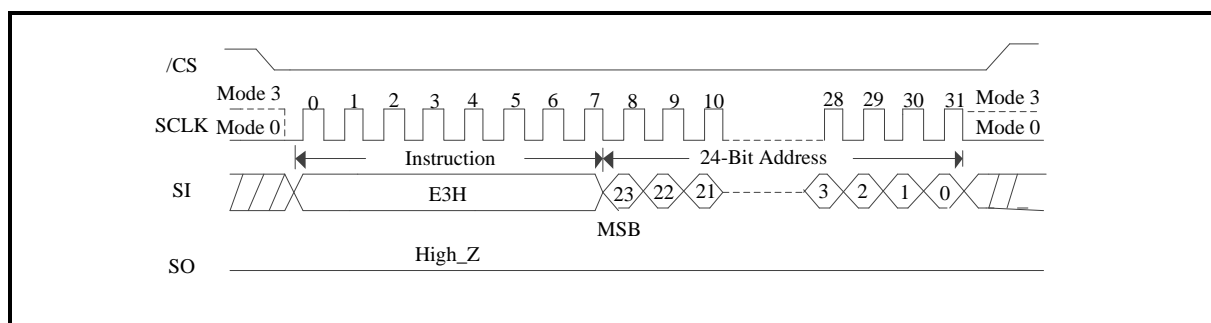 /CS
Mode 3 0 1 2 3 4 5 6 7 8 9 10 28 29 30 31 Mode 3
SCLK Mode 0 Mode 0
Instruction 24-Bit Address
SI E3H 23 22 21 3 2 1 0
MSB
High_Z
SO